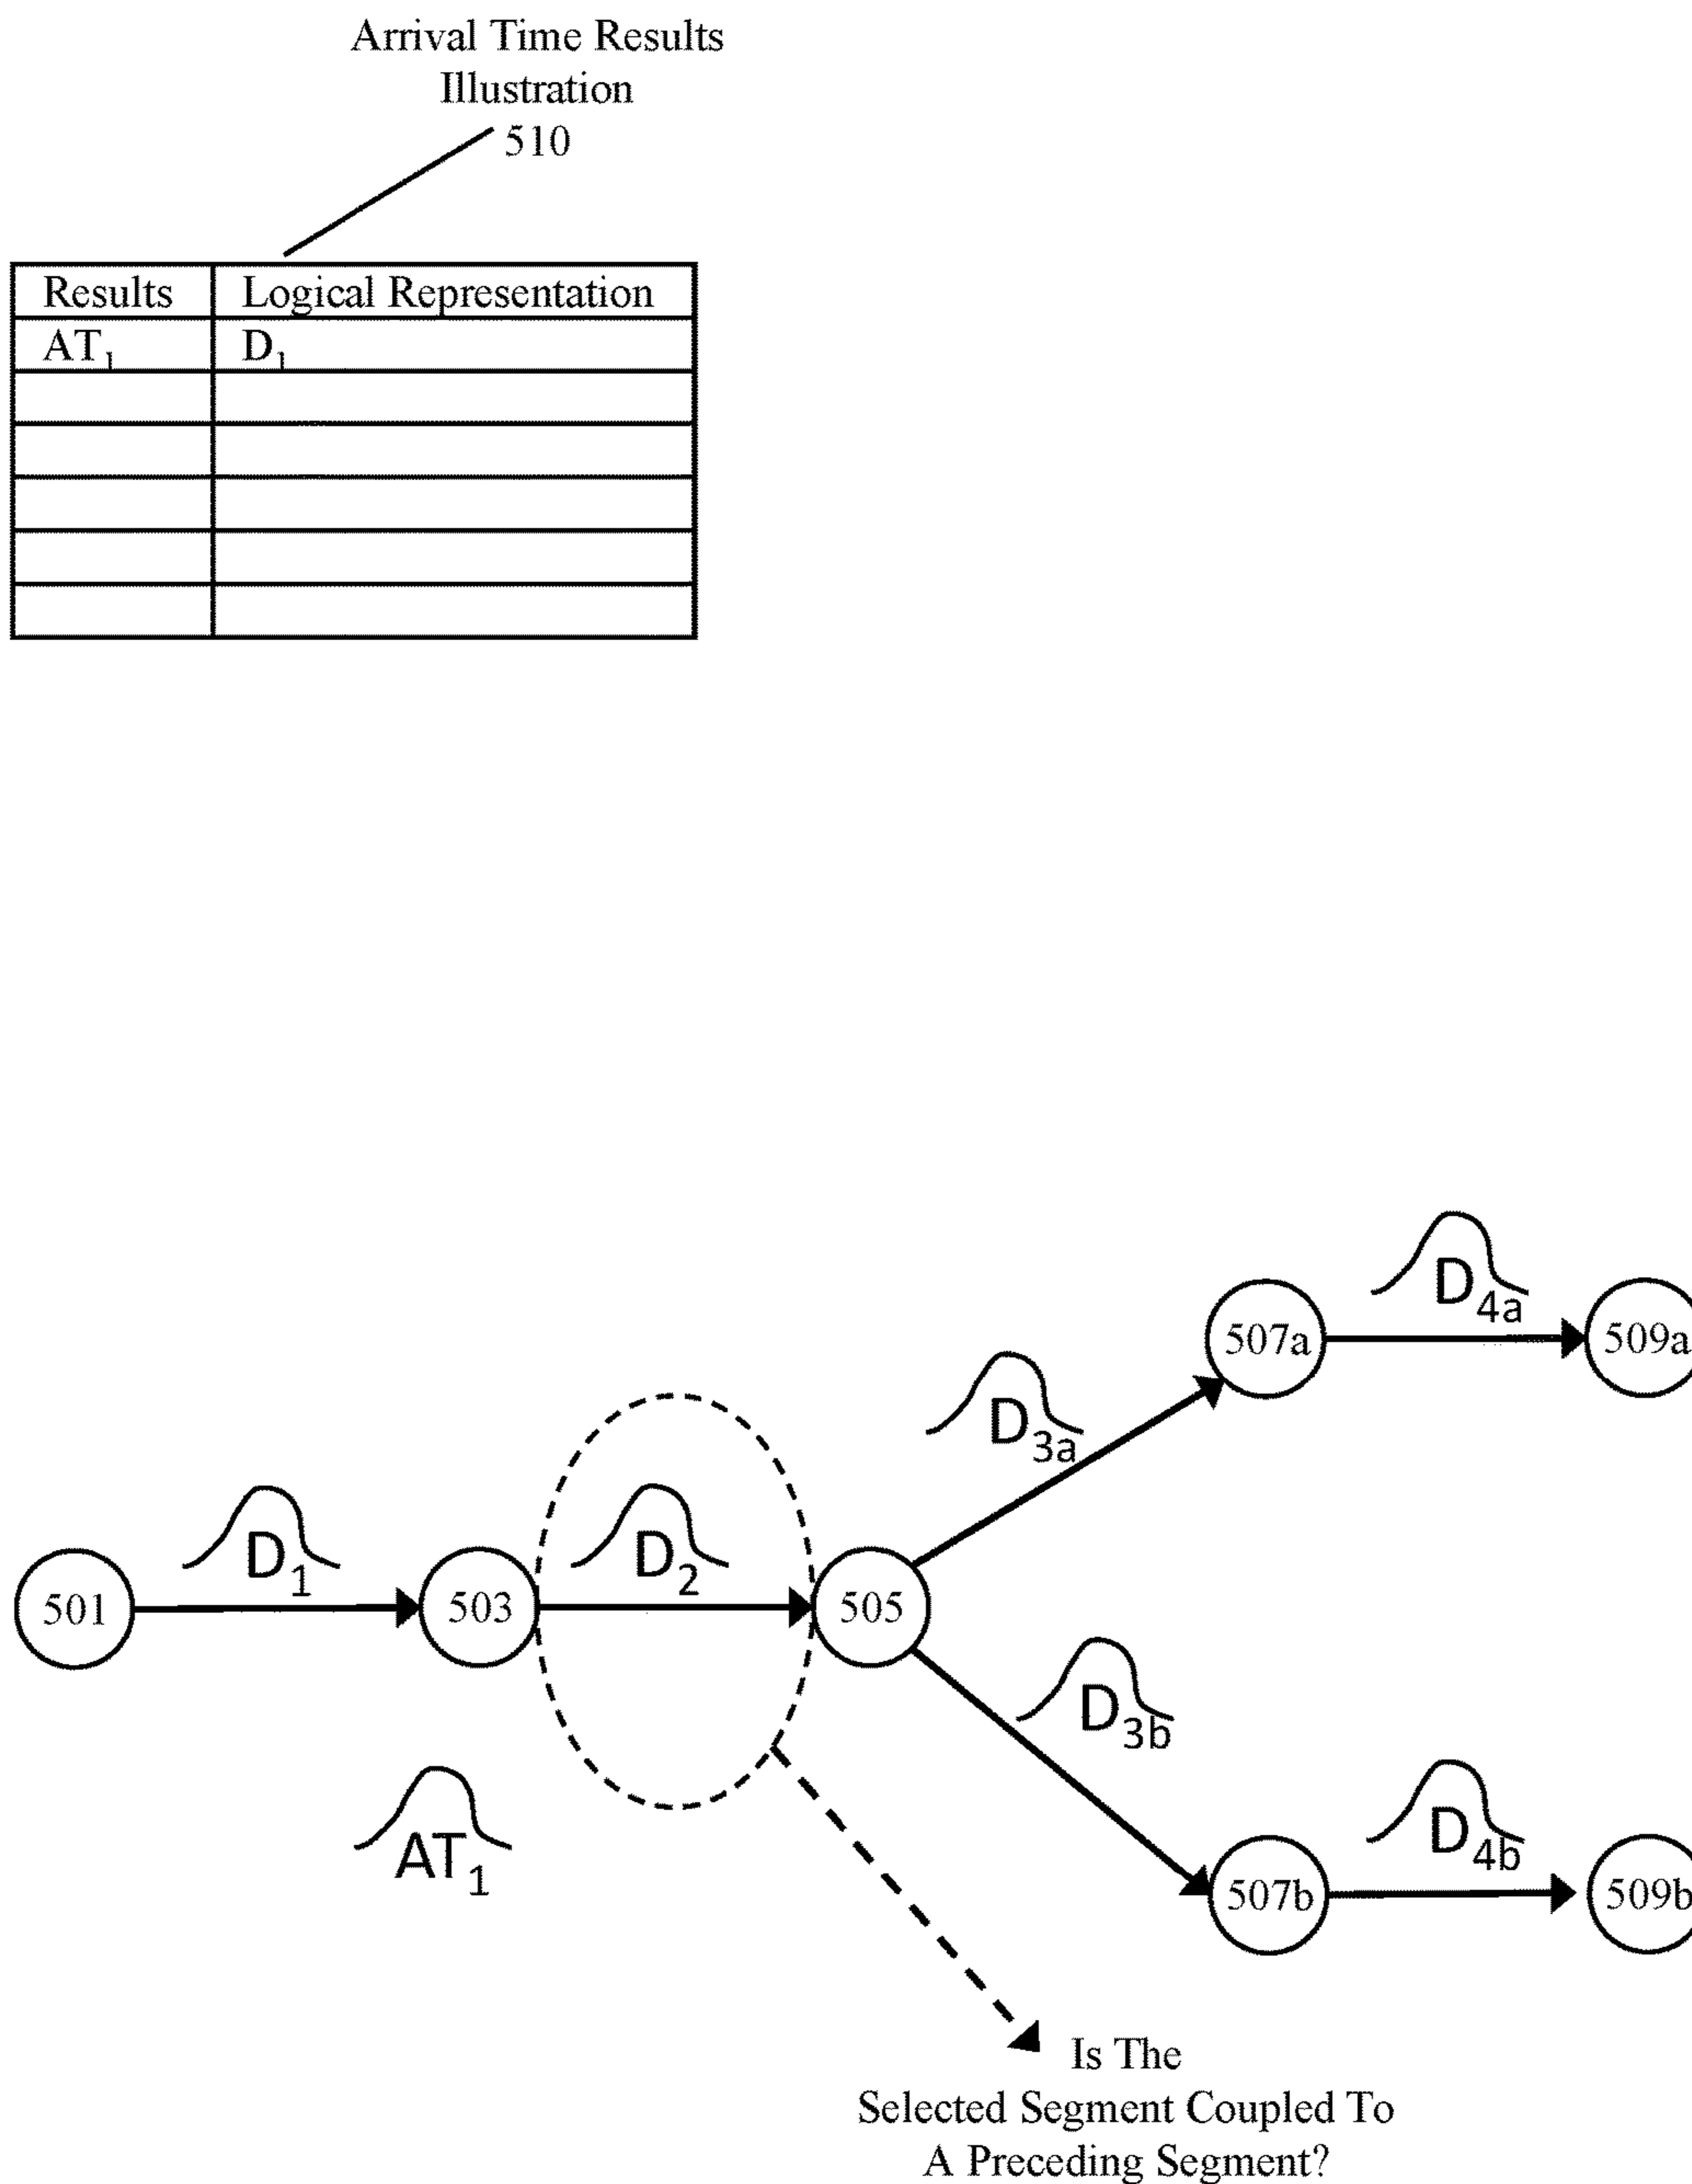 Arrival Time Results
Illustration
510
Results Logical Representation
AT1 D1
D4a
507a 509a
D3a
D1 D2
501 503 505
D3b
AT1
D4b
507b 509b
Is The
Selected Segment Coupled To
A Preceding Segment?